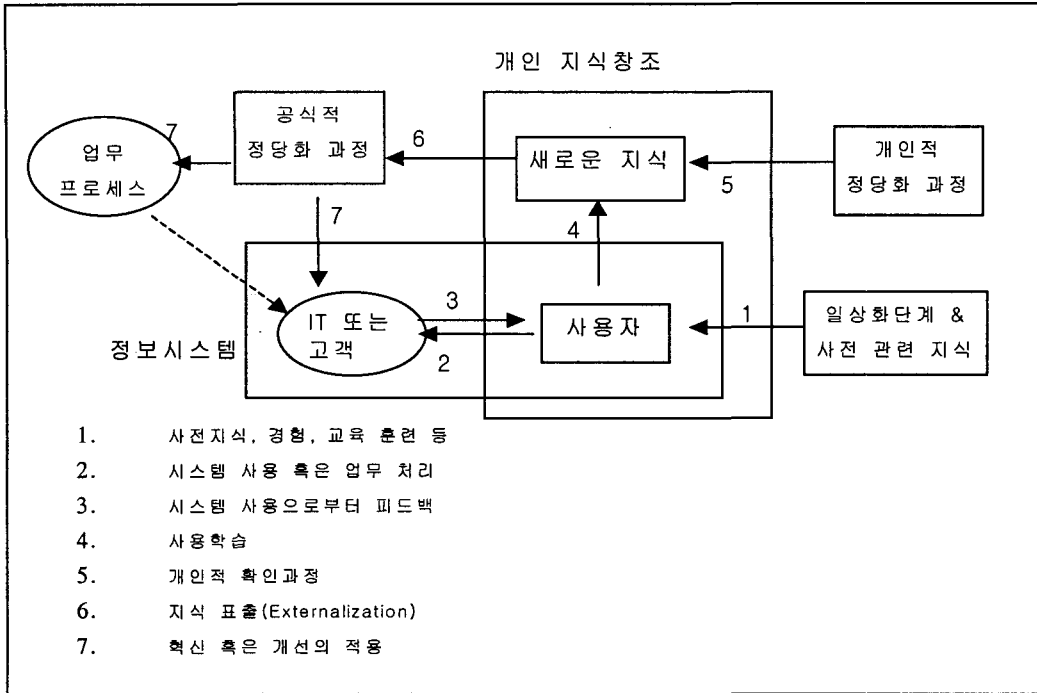 개인 지식창조
공식적
정당화 과정
7
업무
프로세스
6
새로운 지식
5
개인적
정당화 과정
7
4
3
IT 또는
고객
2
사용자
1
일상화단계 &
사전 관련 지식
정보시스템
1. 사전지식, 경험, 교육 훈련 등
2. 시스템 사용 혹은 업무 처리
3. 시스템 사용으로부터 피드백
4. 사용학습
5. 개인적 확인과정
6. 지식 표출(Externalization)
7. 혁신 혹은 개선의 적용